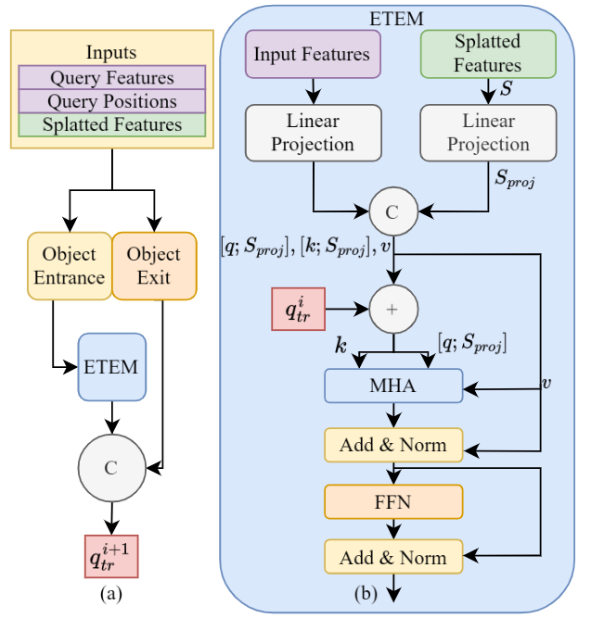 Inputs
Query Features
Query Positions
Splatted Features
Object
Entrance
Object
Exit
ETEM
C
q_{tr}^{i+1}
(a)
ETEM
Input Features
Splatted
Features
S
Linear
Projection
Linear
Projection
S_{proj}
C
[q; S_{proj}], [k; S_{proj}], v
q_{tr}^{i}
+
k
[q; S_{proj}]
MHA
v
Add & Norm
FFN
Add & Norm
(b)